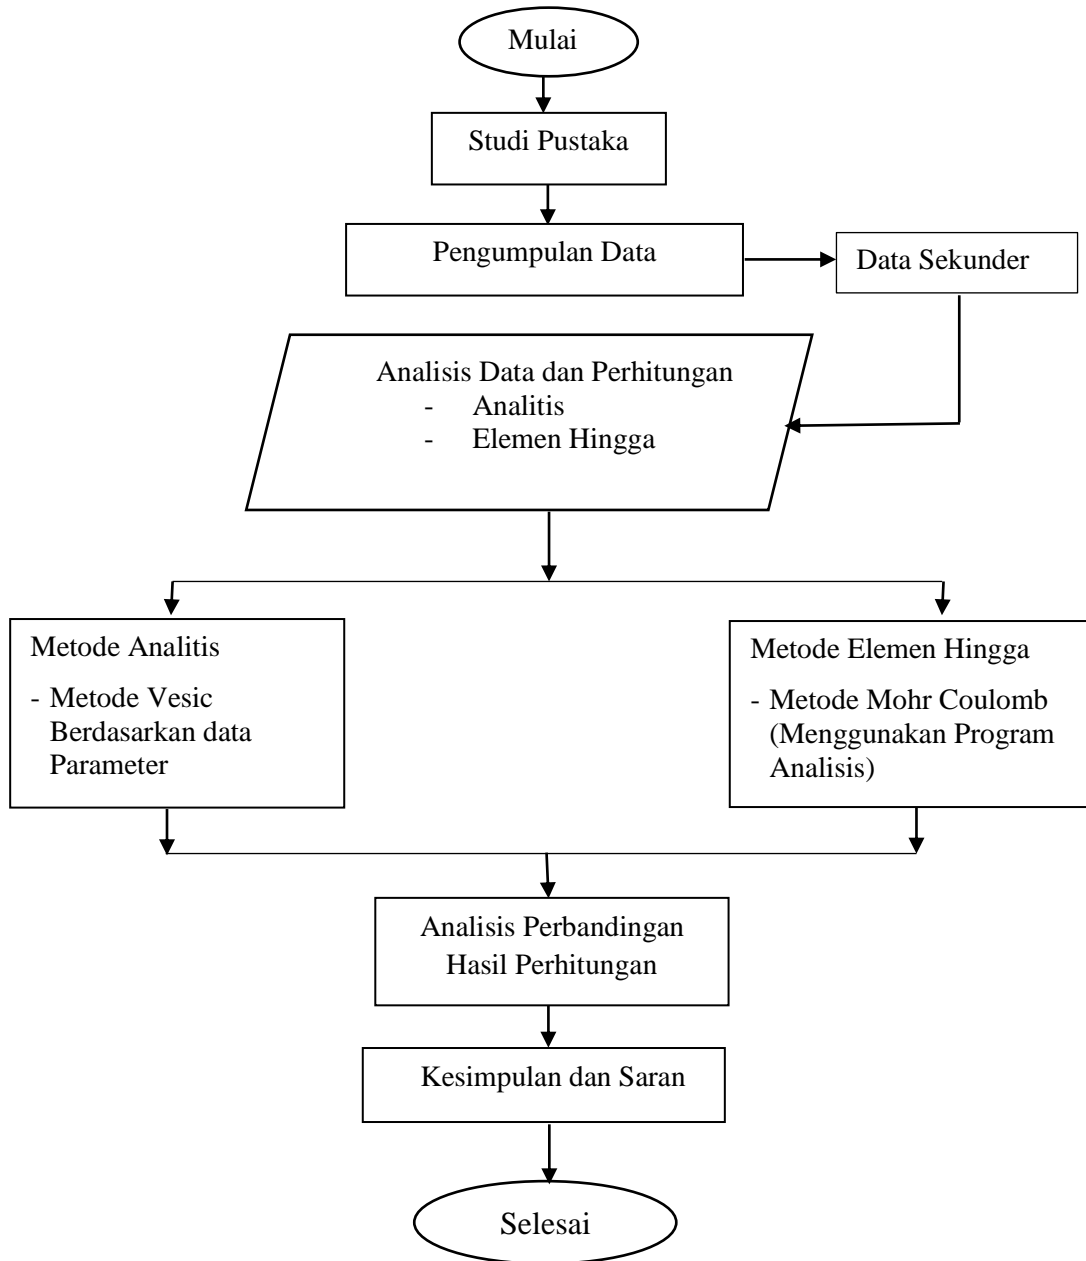 Mulai
Studi Pustaka
Pengumpulan Data
Data Sekunder
Analisis Data dan Perhitungan
- Analitis
- Elemen Hingga
Metode Analitis
- Metode Vesic
Berdasarkan data
Parameter
Metode Elemen Hingga
- Metode Mohr Coulomb
(Menggunakan Program
Analisis)
Analisis Perbandingan
Hasil Perhitungan
Kesimpulan dan Saran
Selesai